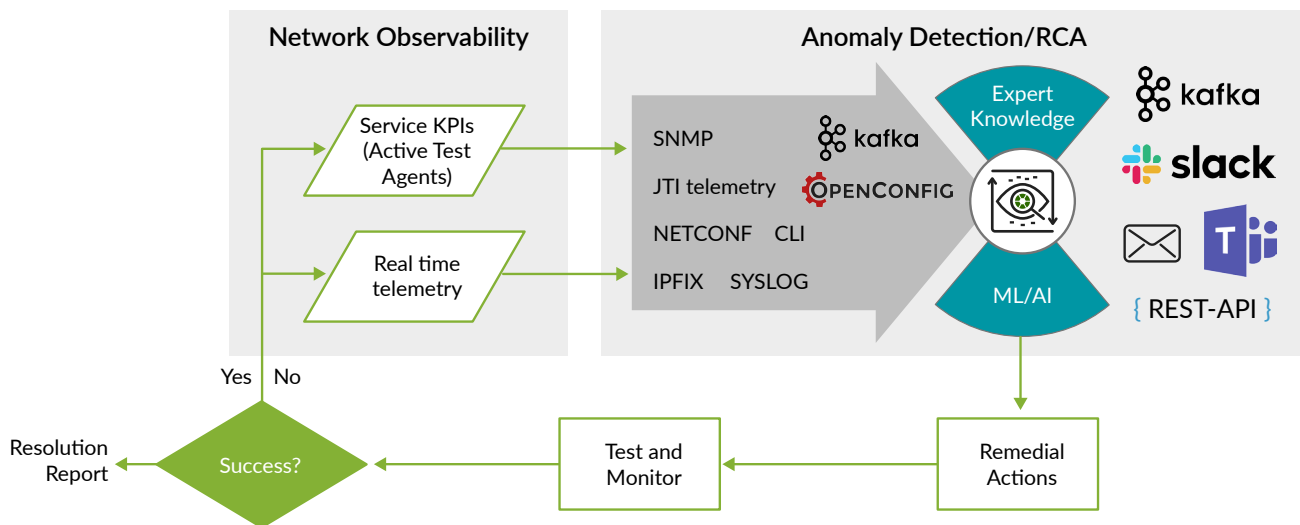 Network Observability
Service KPIs
(Active Test
Agents)
Real time
telemetry
Anomaly Detection/RCA
SNMP
kafka
JTI telemetry
OPENCONFIG
NETCONF CLI
IPFIX SYSLOG
Expert
Knowledge
ML/AI
kafka
slack
T
{ REST-API }
Yes No
Resolution
Report
Success?
Test and
Monitor
Remedial
Actions